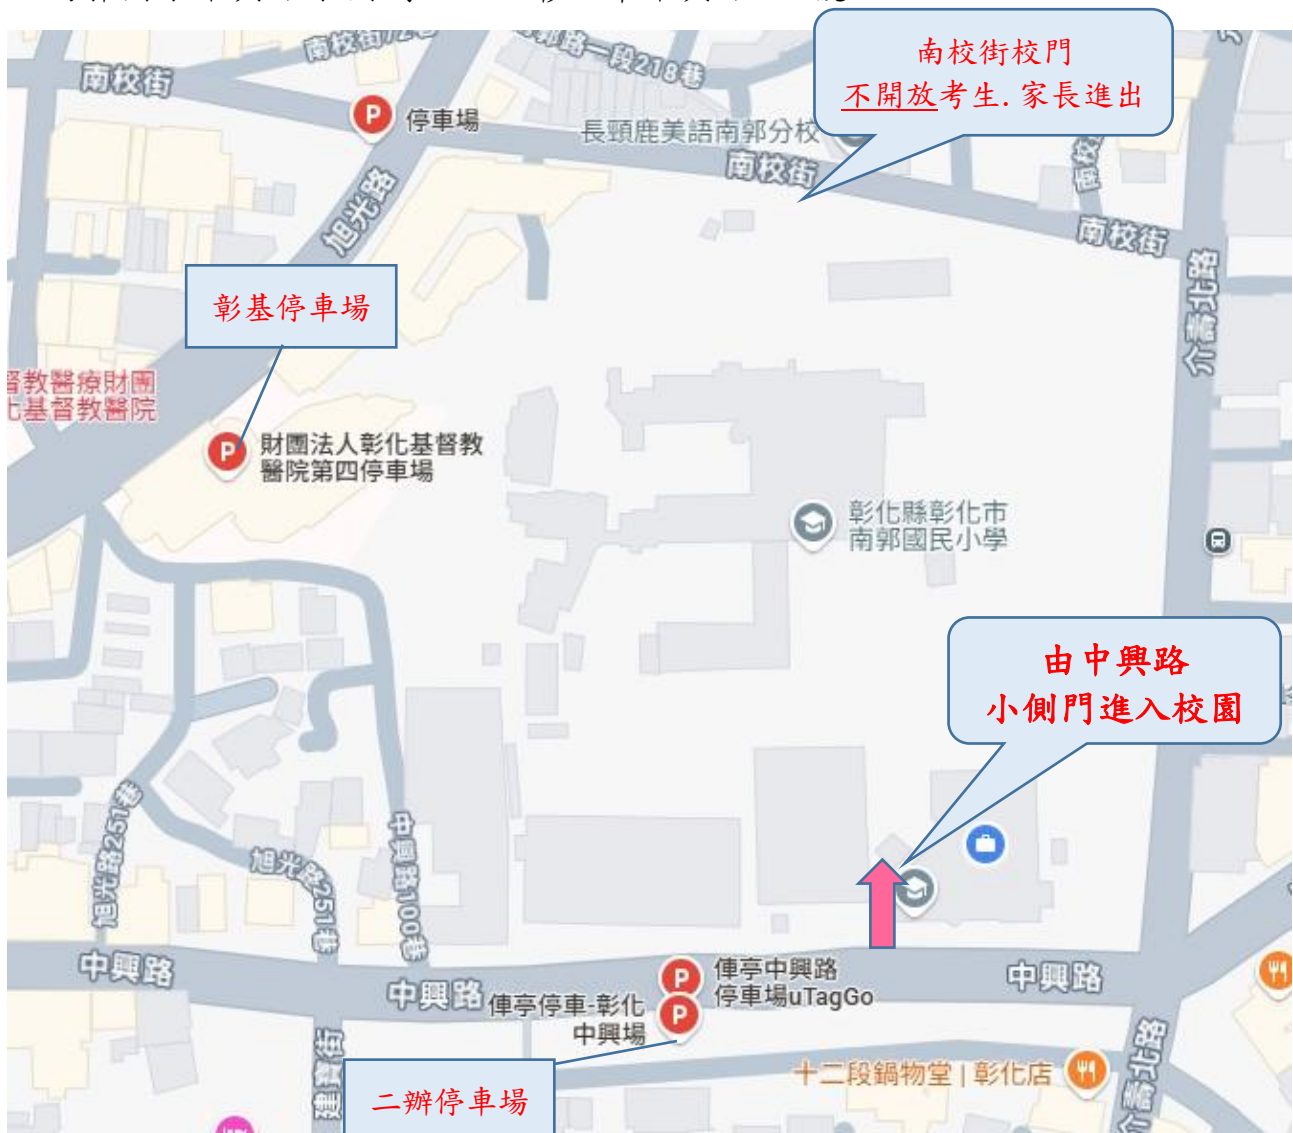 南校街
停車場
長頸鹿美語南郭分校
南校街
南校街校門
不開放考生.家長進出
南校街
旭光路
介壽北路
彰基停車場
財團法人彰化基督教
醫院第四停車場
彰化縣彰化市
南郭國民小學
由中興路
小側門進入校園
旭光路251巷
旭光路251巷
中興路100巷
中興路
中興路
俥亭停車-彰化
中興場
俥亭中興路
停車場uTagGo
中興路
建寶街
十二段鍋物堂 | 彰化店
介壽北路
二辦停車場